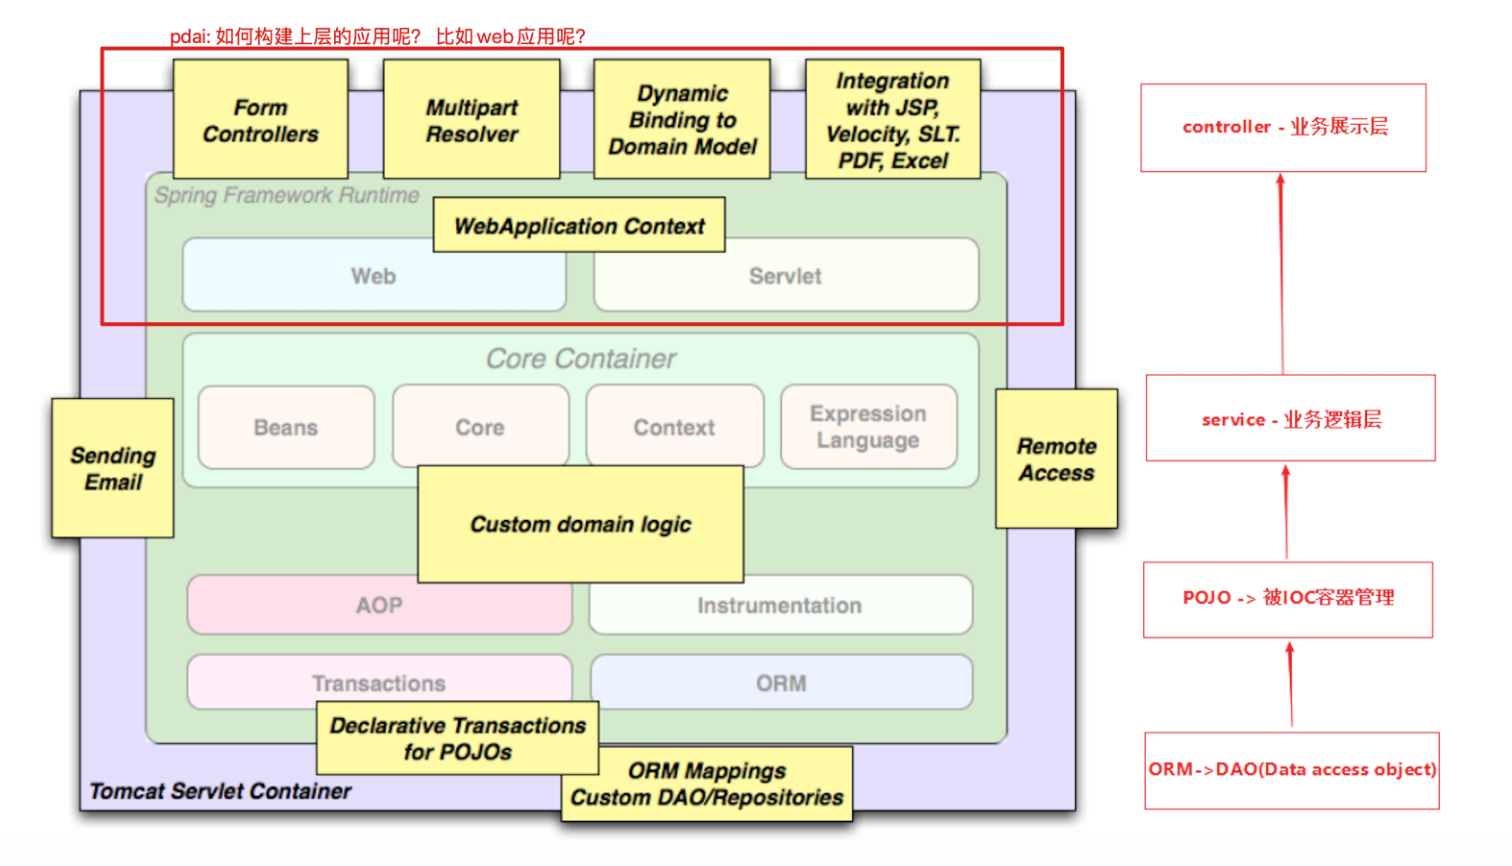 pdai: 如何构建上层的应用呢？ 比如web应用呢？
Form
Controllers
Multipart
Resolver
Dynamic
Binding to
Domain Model
Integration
with JSP,
Velocity, SLT.
PDF, Excel
Spring Framework Runtime
WebApplication Context
Web
Servlet
Core Container
Beans
Core
Context
Expression
Language
Sending
Email
Remote
Access
Custom domain logic
AOP
Instrumentation
Transactions
ORM
Declarative Transactions
for POJOs
ORM Mappings
Custom DAO/Repositories
Tomcat Servlet Container
controller - 业务展示层
service - 业务逻辑层
POJO -> 被IOC容器管理
ORM->DAO(Data access object)